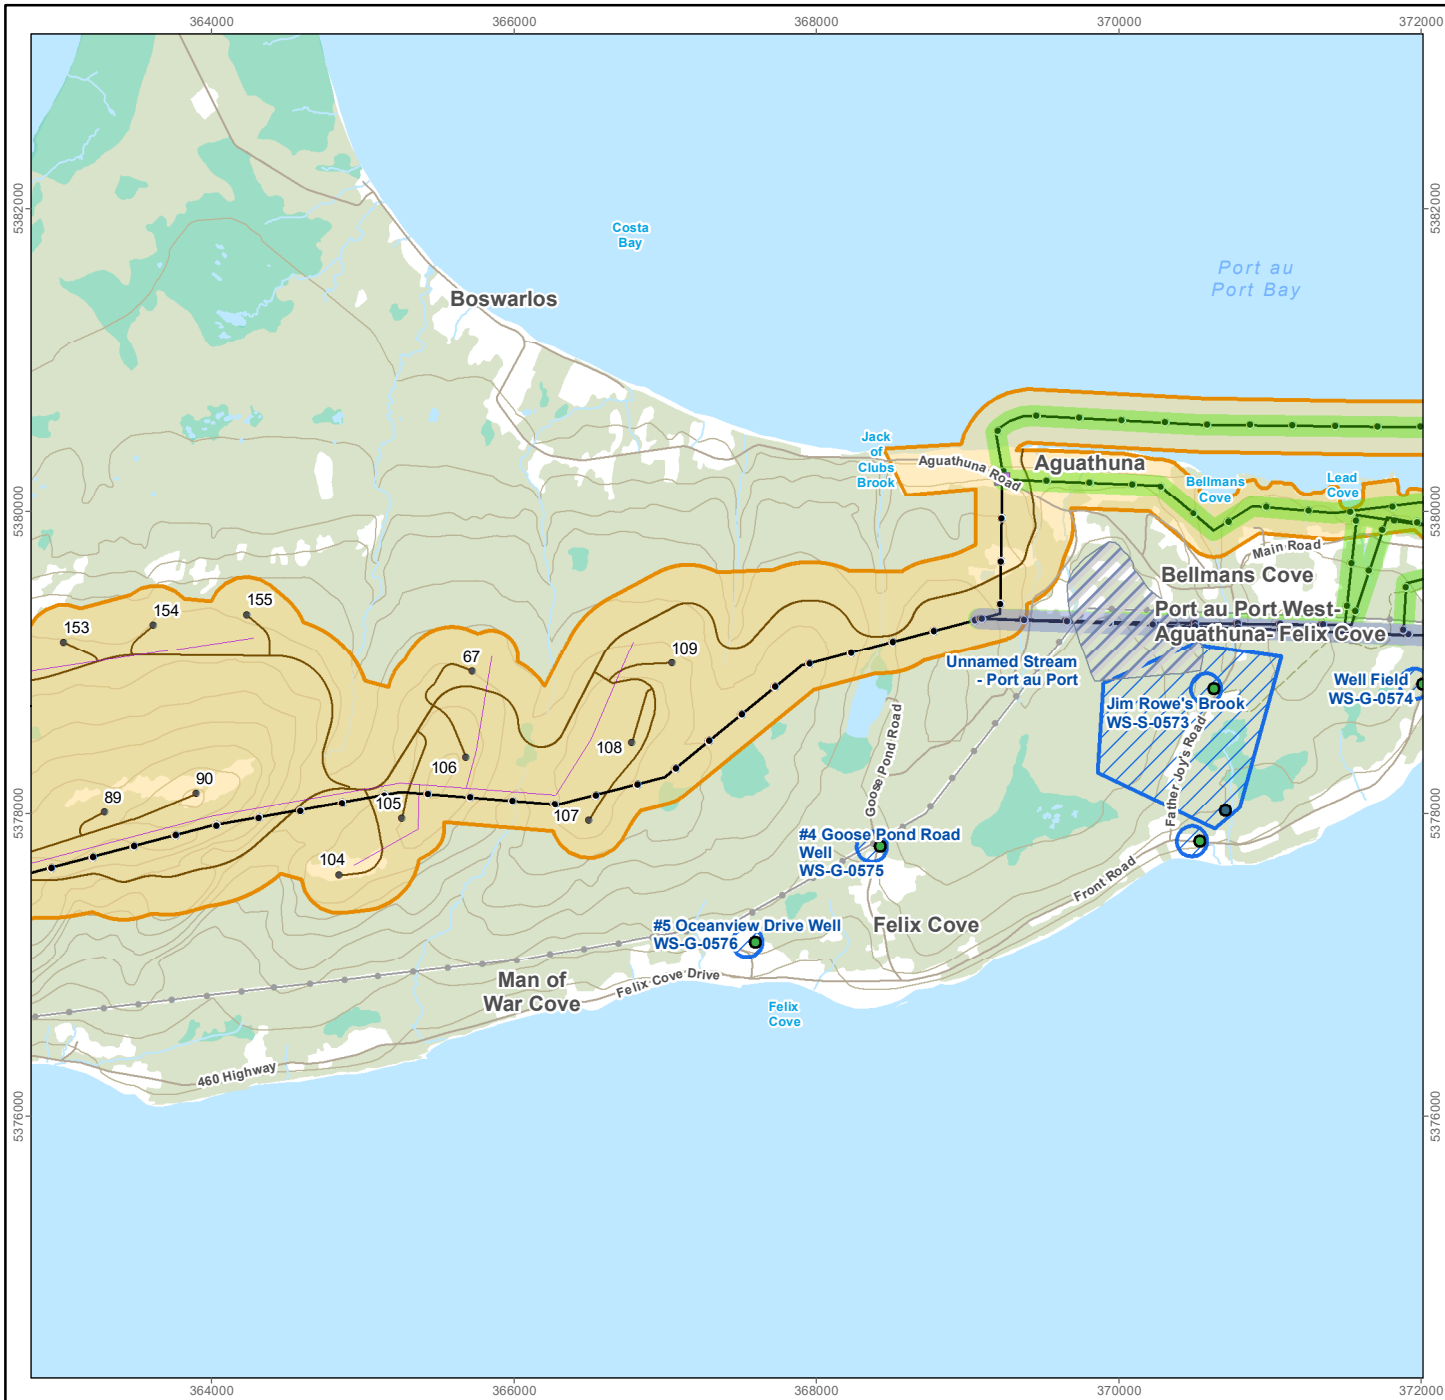 364000
366000
368000
370000
372000
5382000
5382000
Costa
Bay
Port au
Port Bay
Boswarlos
Jack
of
Clubs
Brook
Aguathuna Road
Aguathuna
Bellmans
Cove
Lead
Cove
5380000
5380000
Main Road
Bellmans Cove
Port au Port West-
Aguathuna- Felix Cove
153
154
155
67
109
Unnamed Stream
- Port au Port
Jim Rowe's Brook
WS-S-0573
Well Field
WS-G-0574
Goose Pond Road
Father Joy's Road
108
106
105
107
90
89
104
5378000
5378000
#4 Goose Pond Road
Well
WS-G-0575
Front Road
#5 Oceanview Drive Well
WS-G-0576
Felix Cove
Man of
War Cove
Felix Cove Drive
Felix
Cove
460 Highway
5376000
5376000
364000
366000
368000
370000
372000